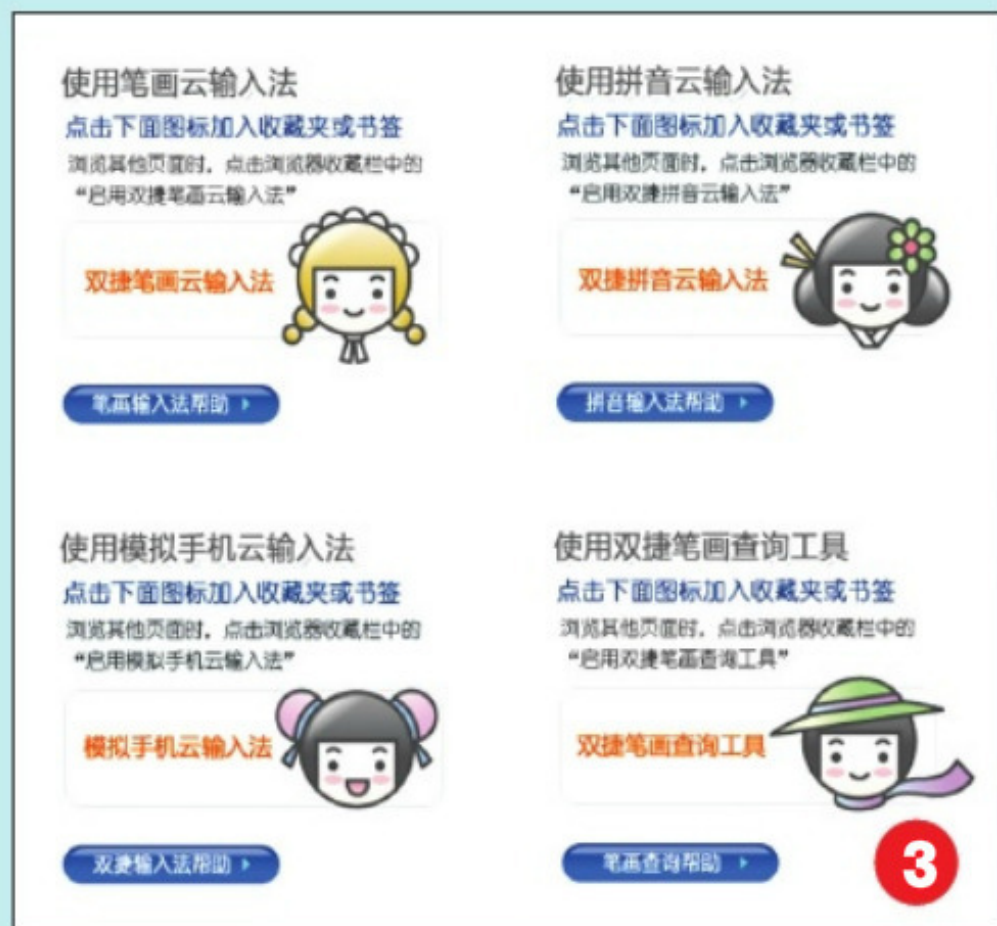 使用笔画云输入法
点击下面图标加入收藏夹或书签
浏览其他页面时，点击浏览器收藏栏中的
“启用双捷笔画云输入法”
双捷笔画云输入法
笔画输入法帮助
使用拼音云输入法
点击下面图标加入收藏夹或书签
浏览其他页面时，点击浏览器收藏栏中的
“启用双捷拼音云输入法”
双捷拼音云输入法
拼音输入法帮助
使用模拟手机云输入法
点击下面图标加入收藏夹或书签
浏览其他页面时，点击浏览器收藏栏中的
“启用模拟手机云输入法”
模拟手机云输入法
双捷输入法帮助
使用双捷笔画查询工具
点击下面图标加入收藏夹或书签
浏览其他页面时，点击浏览器收藏栏中的
“启用双捷笔画查询工具”
双捷笔画查询工具
笔画查询帮助
3